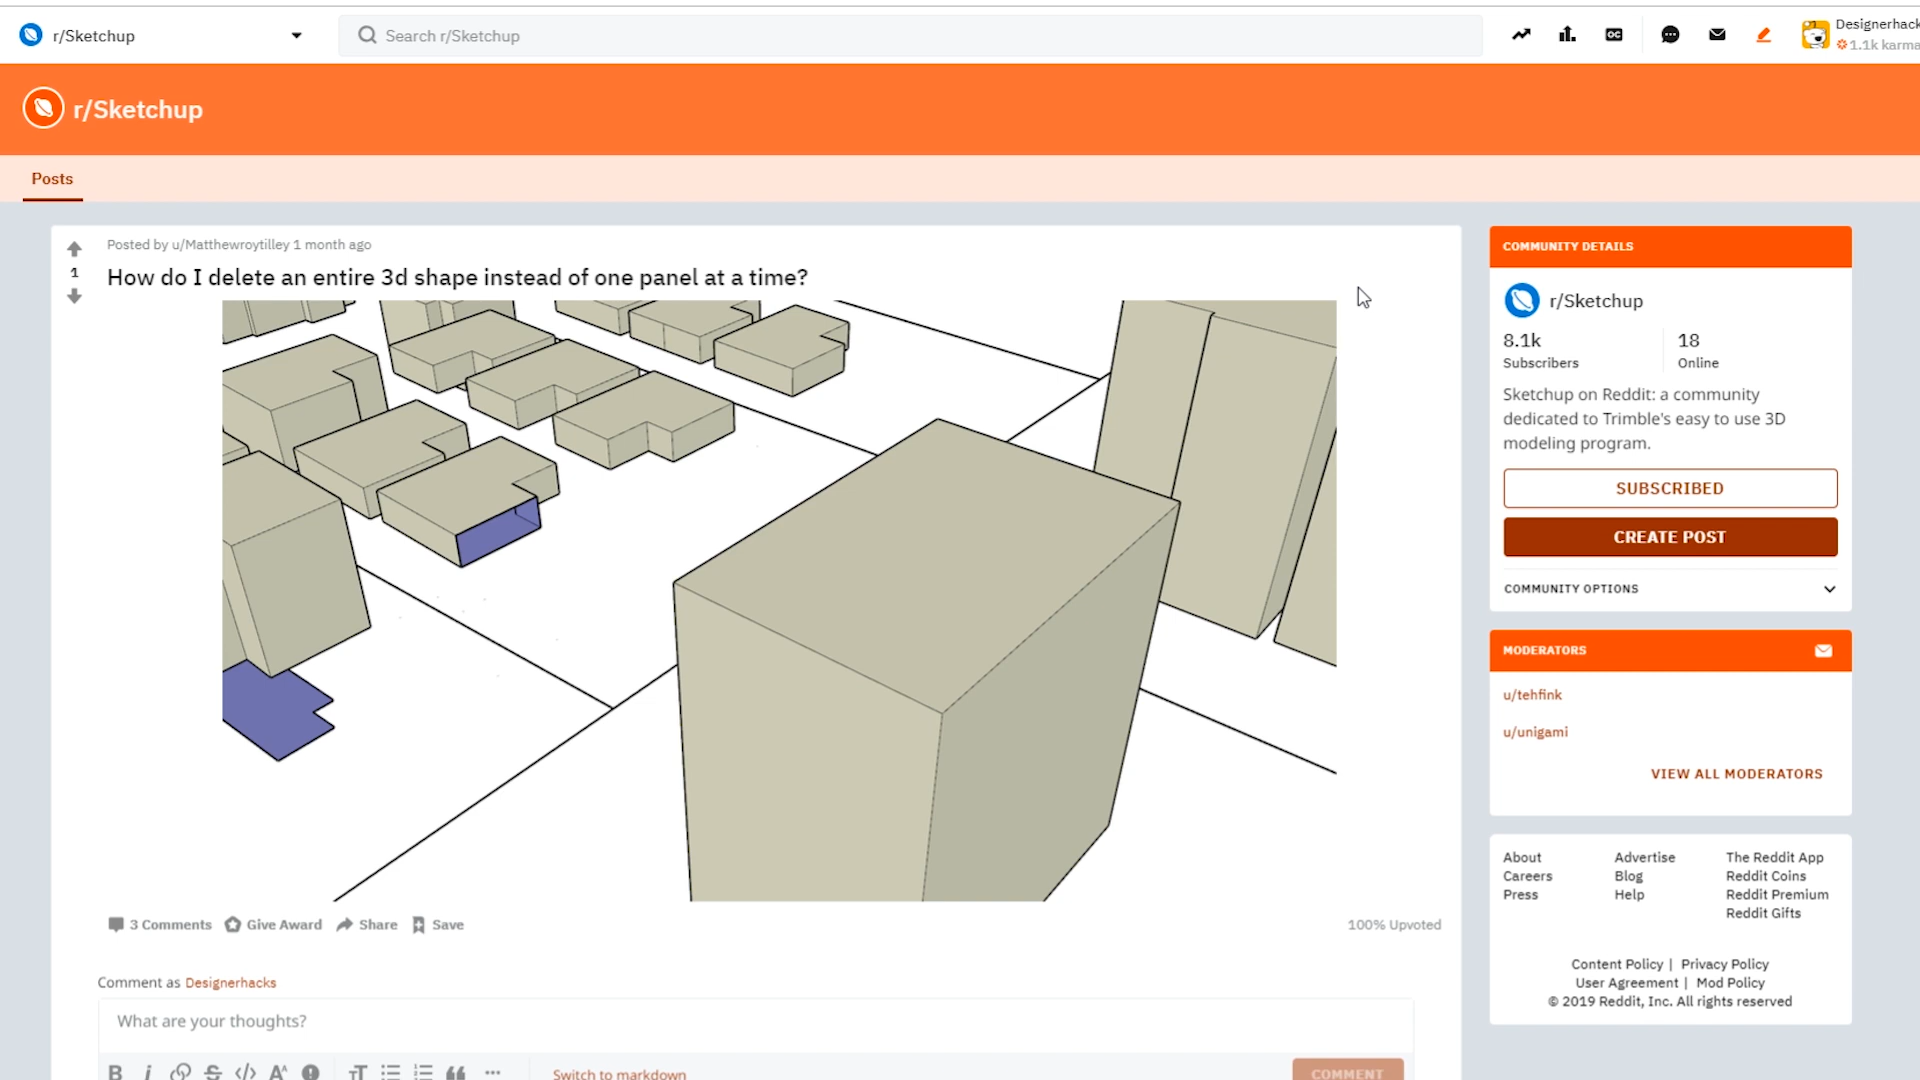 r/Sketchup
Search r/Sketchup
Designerhack
1.1k karma
r/Sketchup
Posts
Posted by u/Matthewroytilley 1 month ago
1
How do I delete an entire 3d shape instead of one panel at a time?
3 Comments
Give Award
Share
Save
100% Upvoted
Comment as Designerhacks
What are your thoughts?
Switch to markdown
COMMENT
COMMUNITY DETAILS
r/Sketchup
8.1k
Subscribers
18
Online
Sketchup on Reddit: a community
dedicated to Trimble's easy to use 3D
modeling program.
SUBSCRIBED
CREATE POST
COMMUNITY OPTIONS
MODERATORS
u/tehfink
u/unigami
VIEW ALL MODERATORS
About
Careers
Press
Advertise
Blog
Help
The Reddit App
Reddit Coins
Reddit Premium
Reddit Gifts
Content Policy | Privacy Policy
User Agreement | Mod Policy
© 2019 Reddit, Inc. All rights reserved